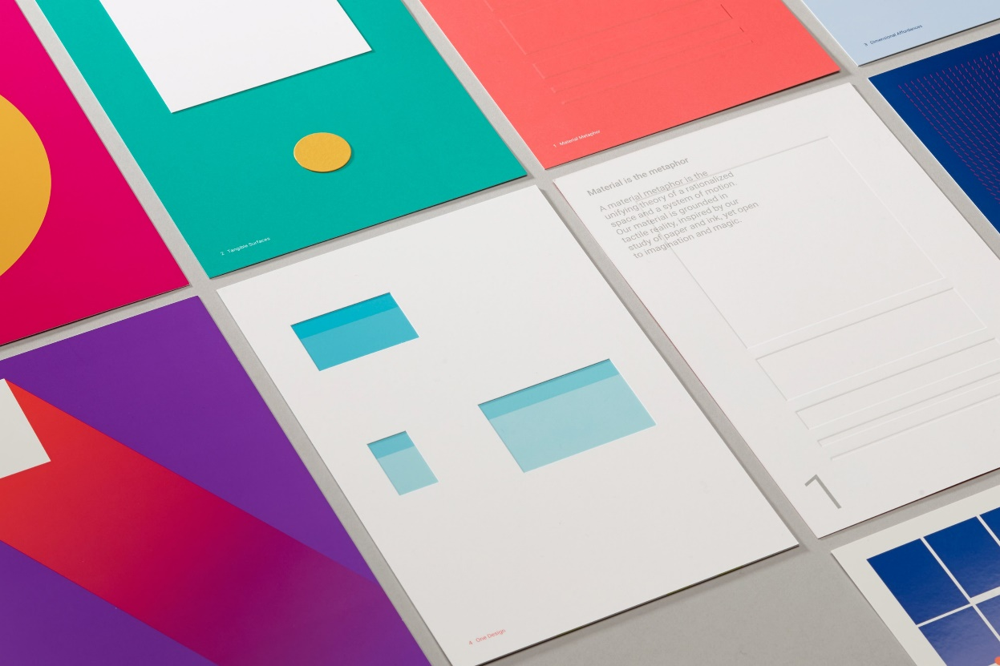 3 Dimensional Affordances
1 Material Metaphor
Material is the metaphor
A material metaphor is the
unifying theory of a rationalized
space and a system of motion.
Our material is grounded in
tactile reality, inspired by our
study of paper and ink, yet open
to imagination and magic.
2 Tangible Surfaces
1
4 One Design